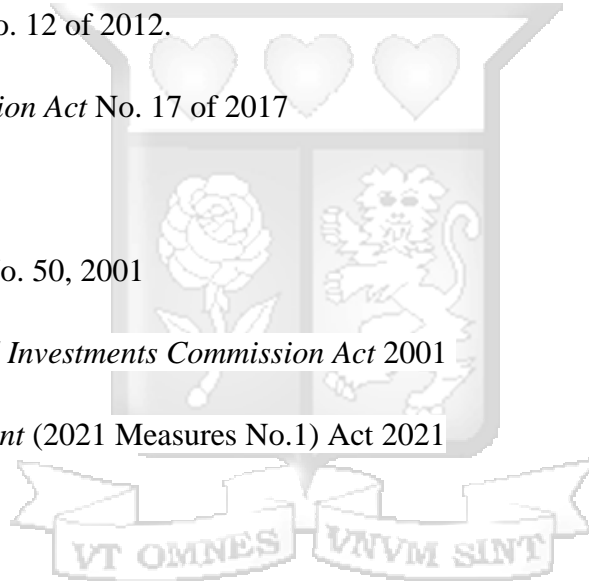 o. 12 of 2012.
ion Act No. 17 of 2017
o. 50, 2001
Investments Commission Act 2001
nt (2021 Measures No.1) Act 2021
VT OMNES VNVM SINT